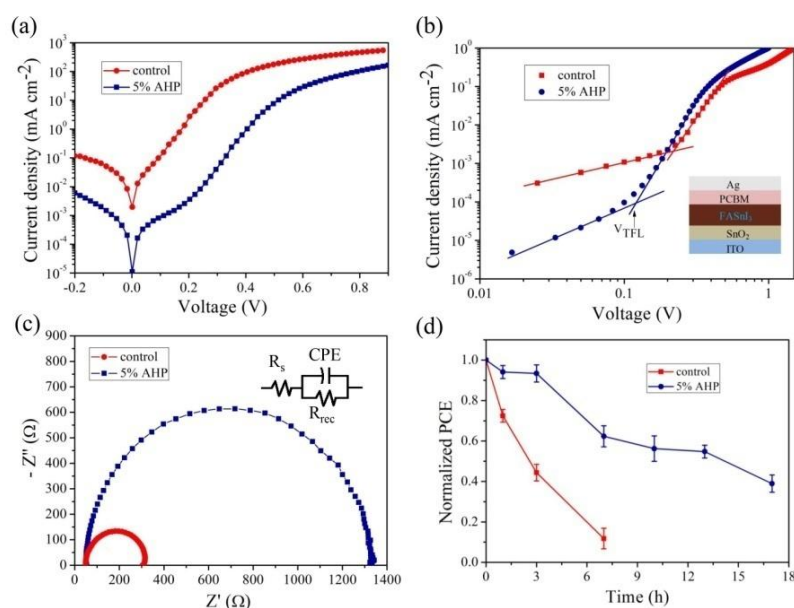 (a)
10³
10²
10¹
10⁰
10⁻¹
10⁻²
10⁻³
10⁻⁴
10⁻⁵
Current density (mA cm⁻²)
control
5% AHP
-0.2 0.0 0.2 0.4 0.6 0.8
Voltage (V)
(b)
10⁰
10⁻¹
10⁻²
10⁻³
10⁻⁴
10⁻⁵
10⁻⁶
Current density (mA cm⁻²)
control
5% AHP
V_TFL
Ag
PCBM
FASnI₃
SnO₂
ITO
0.01 0.1 1
Voltage (V)
(c)
900
800
700
600
500
400
300
200
100
0
- Z" (Ω)
control
5% AHP
R_s
CPE
R_rec
0 200 400 600 800 1000 1200 1400
Z' (Ω)
(d)
1.0
0.8
0.6
0.4
0.2
0.0
Normalized PCE
control
5% AHP
0 3 6 9 12 15 18
Time (h)